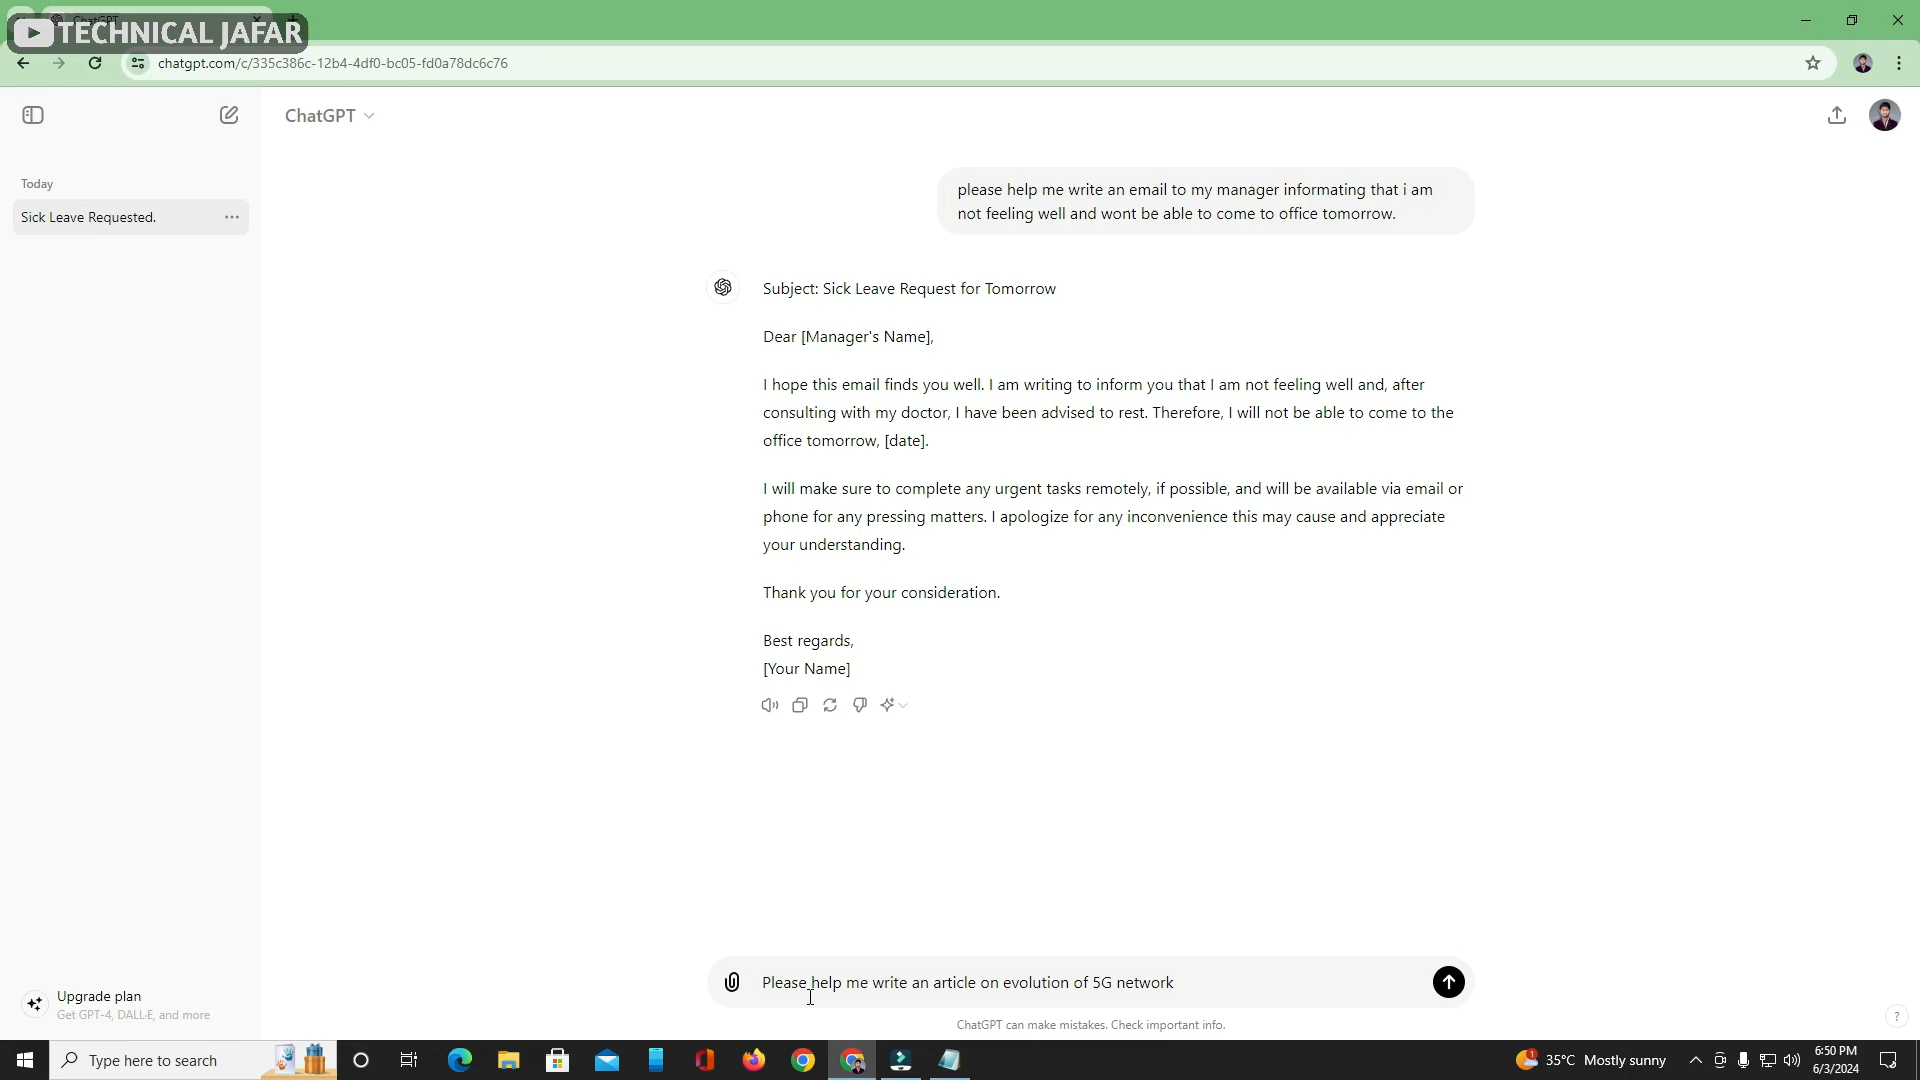 ChatGPT
TECHNICAL JAFAR
chatgpt.com/c/335c386c-12b4-4df0-bc05-fd0a78dc6c76
ChatGPT
Today
Sick Leave Requested.
please help me write an email to my manager informating that i am
not feeling well and wont be able to come to office tomorrow.
Subject: Sick Leave Request for Tomorrow
Dear [Manager's Name],
I hope this email finds you well. I am writing to inform you that I am not feeling well and, after
consulting with my doctor, I have been advised to rest. Therefore, I will not be able to come to the
office tomorrow, [date].
I will make sure to complete any urgent tasks remotely, if possible, and will be available via email or
phone for any pressing matters. I apologize for any inconvenience this may cause and appreciate
your understanding.
Thank you for your consideration.
Best regards,
[Your Name]
Please help me write an article on evolution of 5G network
ChatGPT can make mistakes. Check important info.
?
Upgrade plan
Get GPT-4, DALL·E, and more
Type here to search
1
35°C Mostly sunny
6:50 PM
6/3/2024